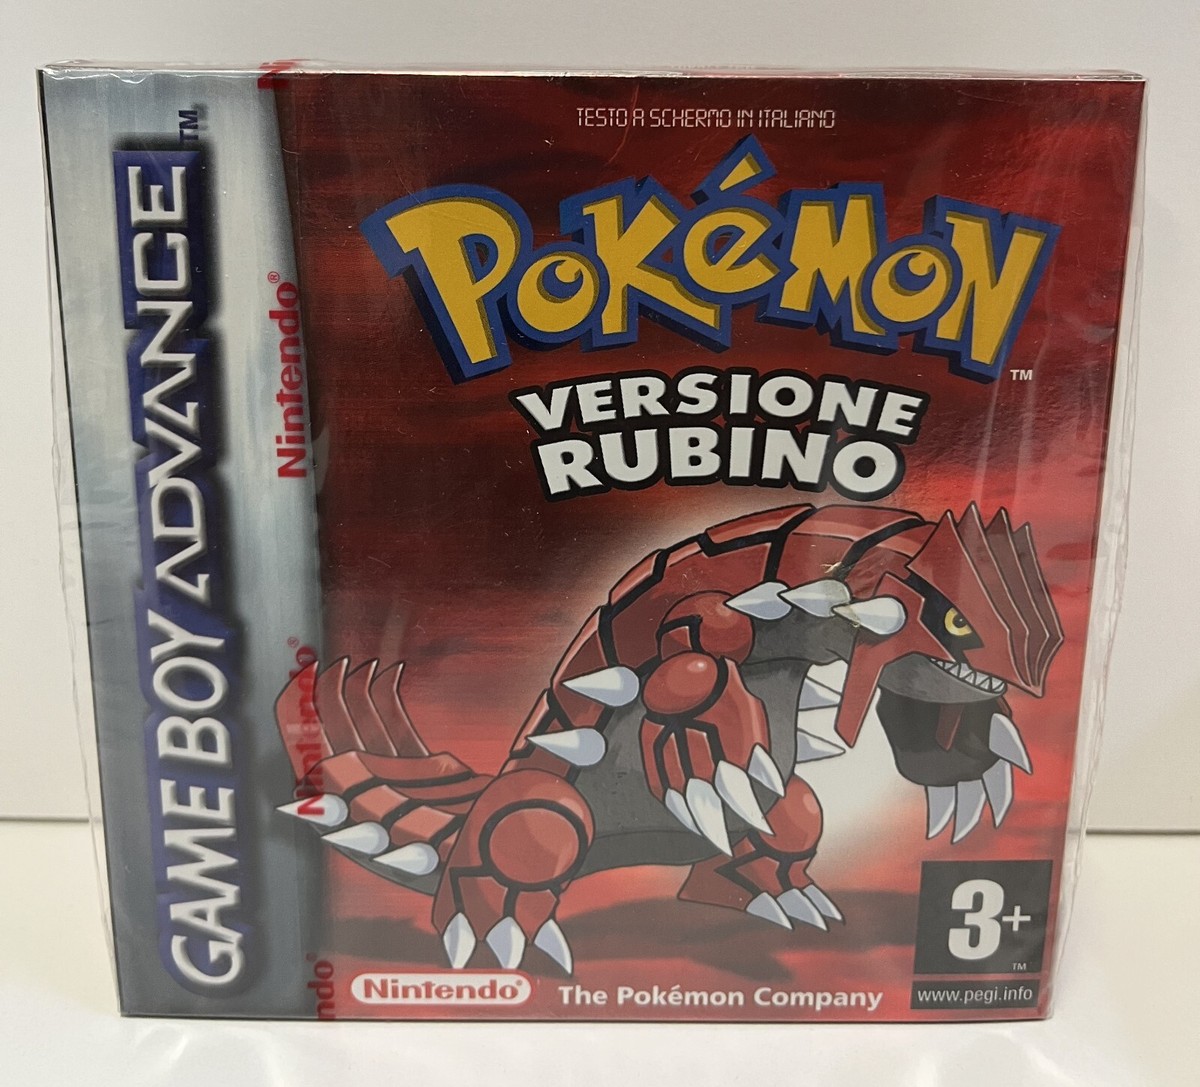 TESTO A SCHERMO IN ITALIANO
POKéMON
TM
VERSIONE
RUBINO
GAME BOY ADVANCE
TM
N
Nintendo®
Nintendo®
ndo
3+
TM
www.pegi.info
Nintendo®
The Pokémon Company